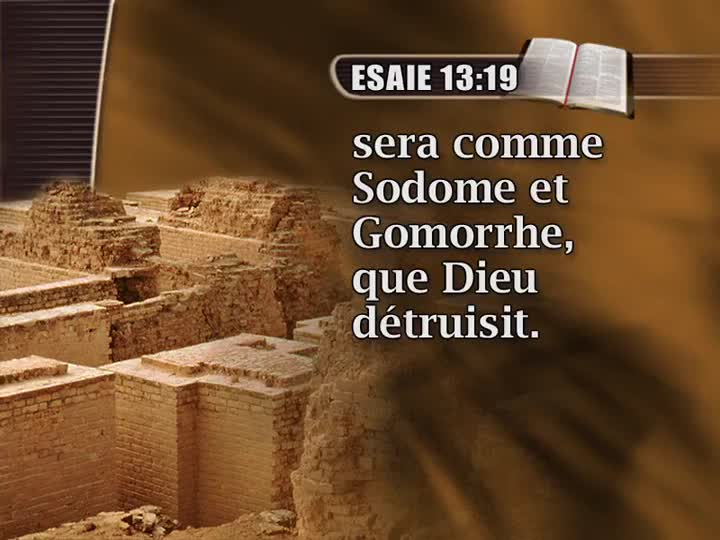 ESAIE 13:19
sera comme
Sodome et
Gomorrhe,
que Dieu
détruisit.